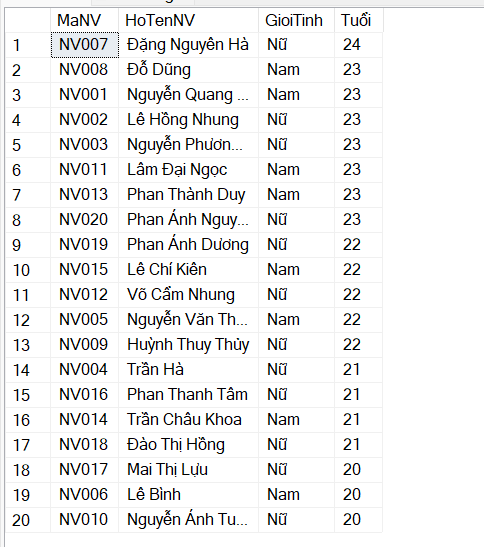 MaNV HoTenNV GioiTinh Tuổi
1 NV007 Đặng Nguyên Hà Nữ 24
2 NV008 Đỗ Dũng Nam 23
3 NV001 Nguyễn Quang ... Nam 23
4 NV002 Lê Hồng Nhung Nữ 23
5 NV003 Nguyễn Phươn... Nữ 23
6 NV011 Lâm Đại Ngọc Nam 23
7 NV013 Phan Thành Duy Nam 23
8 NV020 Phan Ánh Nguy... Nữ 23
9 NV019 Phan Ánh Dương Nữ 22
10 NV015 Lê Chí Kiên Nam 22
11 NV012 Võ Cẩm Nhung Nữ 22
12 NV005 Nguyễn Văn Th... Nam 22
13 NV009 Huỳnh Thuy Thủy Nữ 22
14 NV004 Trần Hà Nữ 21
15 NV016 Phan Thanh Tâm Nữ 21
16 NV014 Trần Châu Khoa Nam 21
17 NV018 Đào Thị Hồng Nữ 21
18 NV017 Mai Thị Lựu Nữ 20
19 NV006 Lê Bình Nam 20
20 NV010 Nguyễn Ánh Tu... Nữ 20